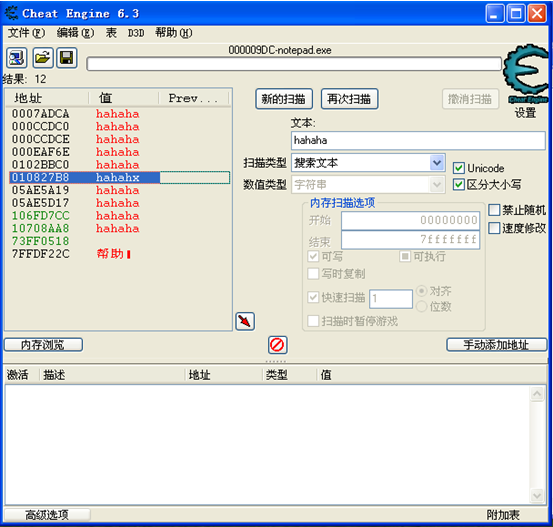 Cheat Engine 6.3
文件(F) 编辑(E) 表 D3D 帮助(H)
000009DC-notepad.exe
结果: 12
地址 值 Prev...
0007ADCA hahaha
000CCDC0 hahaha
000CCDCE hahaha
000EAF6E hahaha
0102BBC0 hahaha
010827B8 hahahx
05AE5A19 hahaha
05AE5D17 hahaha
106FD7CC hahaha
10708AA8 hahaha
73FF0518
7FFDF22C 帮助
新的扫描 再次扫描 撤消扫描
Cheat Engine
设置
文本:
hahaha
扫描类型 搜索文本
数值类型 字符串
Unicode
区分大小写
内存扫描选项
开始 00000000
结束 7fffffff
可写 可执行
写时复制
快速扫描 1 对齐
位数
扫描时暂停游戏
禁止随机
速度修改
内存浏览 手动添加地址
激活 描述 地址 类型 值
高级选项 附加表